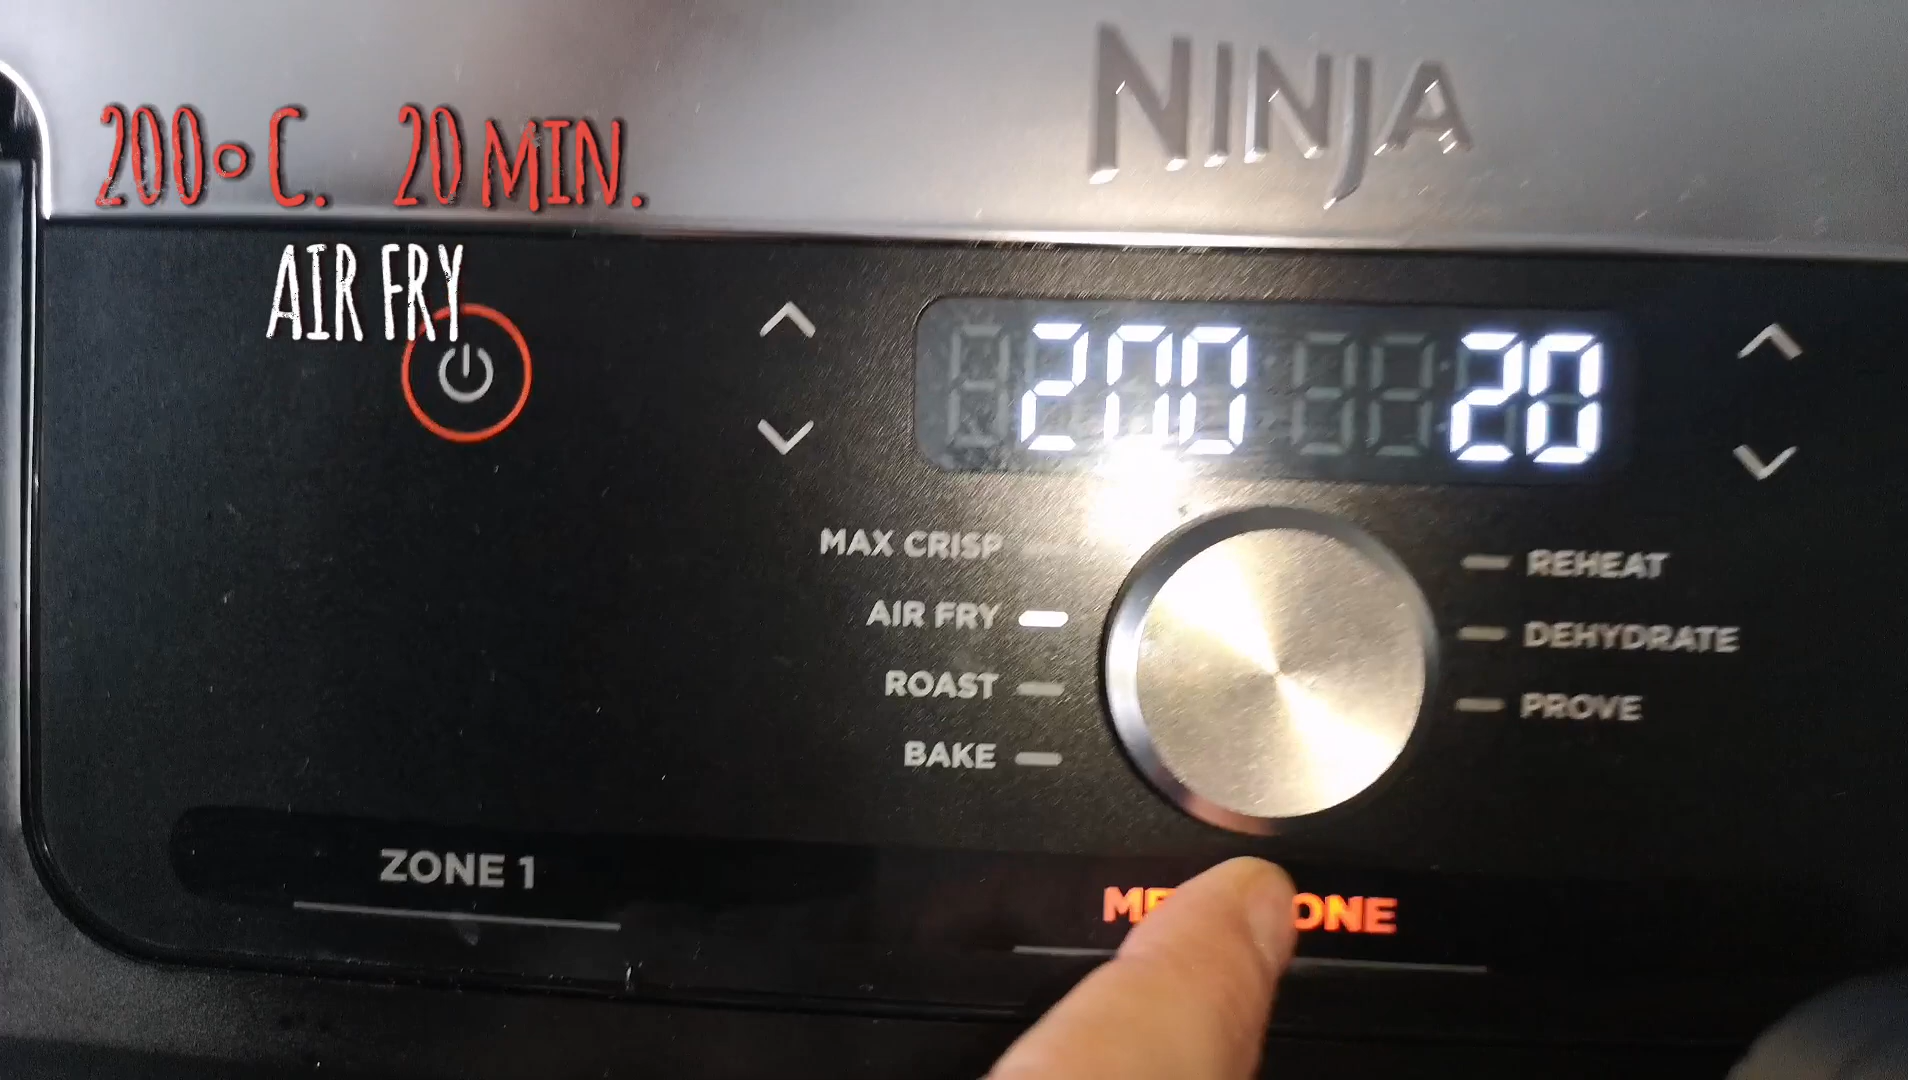 NINJA
200° C. 20 MIN.
AIR FRY
200 20
MAX CRISP
AIR FRY
ROAST
BAKE
REHEAT
DEHYDRATE
PROVE
ZONE 1